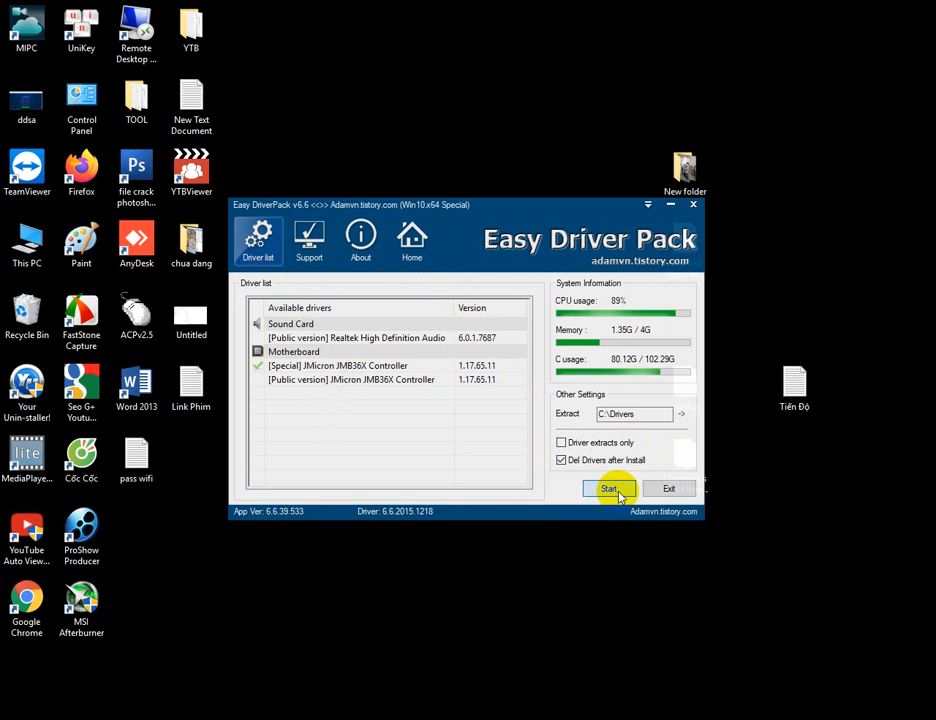 MIPC
UniKey
Remote
Desktop ...
YTB
ddsa
Control
Panel
TOOL
New Text
Document
TeamViewer
Firefox
Ps
file crack
photosh...
YTBViewer
New folder
This PC
Paint
AnyDesk
chua dang
Recycle Bin
FastStone
Capture
ACPv2.5
Untitled
Your
Unin-staller!
Seo G+
Youtu...
Word 2013
Link Phim
lite
MediaPlaye...
Cốc Cốc
pass wifi
YouTube
Auto View...
ProShow
Producer
Google
Chrome
MSI
Afterburner
Tiến Độ
Easy DriverPack v6.6 <<>> Adamvn.tistory.com (Win10.x64 Special)
Driver list
Support
About
Home
Easy Driver Pack
adamvn.tistory.com
Driver list
Available drivers Version
Sound Card
[Public version] Realtek High Definition Audio 6.0.1.7687
Motherboard
[Special] JMicron JMB36X Controller 1.17.65.11
[Public version] JMicron JMB36X Controller 1.17.65.11
System Information
CPU usage: 89%
Memory : 1.35G / 4G
C usage: 80.12G / 102.29G
Other Settings
Extract C:\Drivers ->
Driver extracts only
Del Drivers after Install
Start
Exit
App Ver: 6.6.39.533
Driver: 6.6.2015.1218
Adamvn.tistory.com